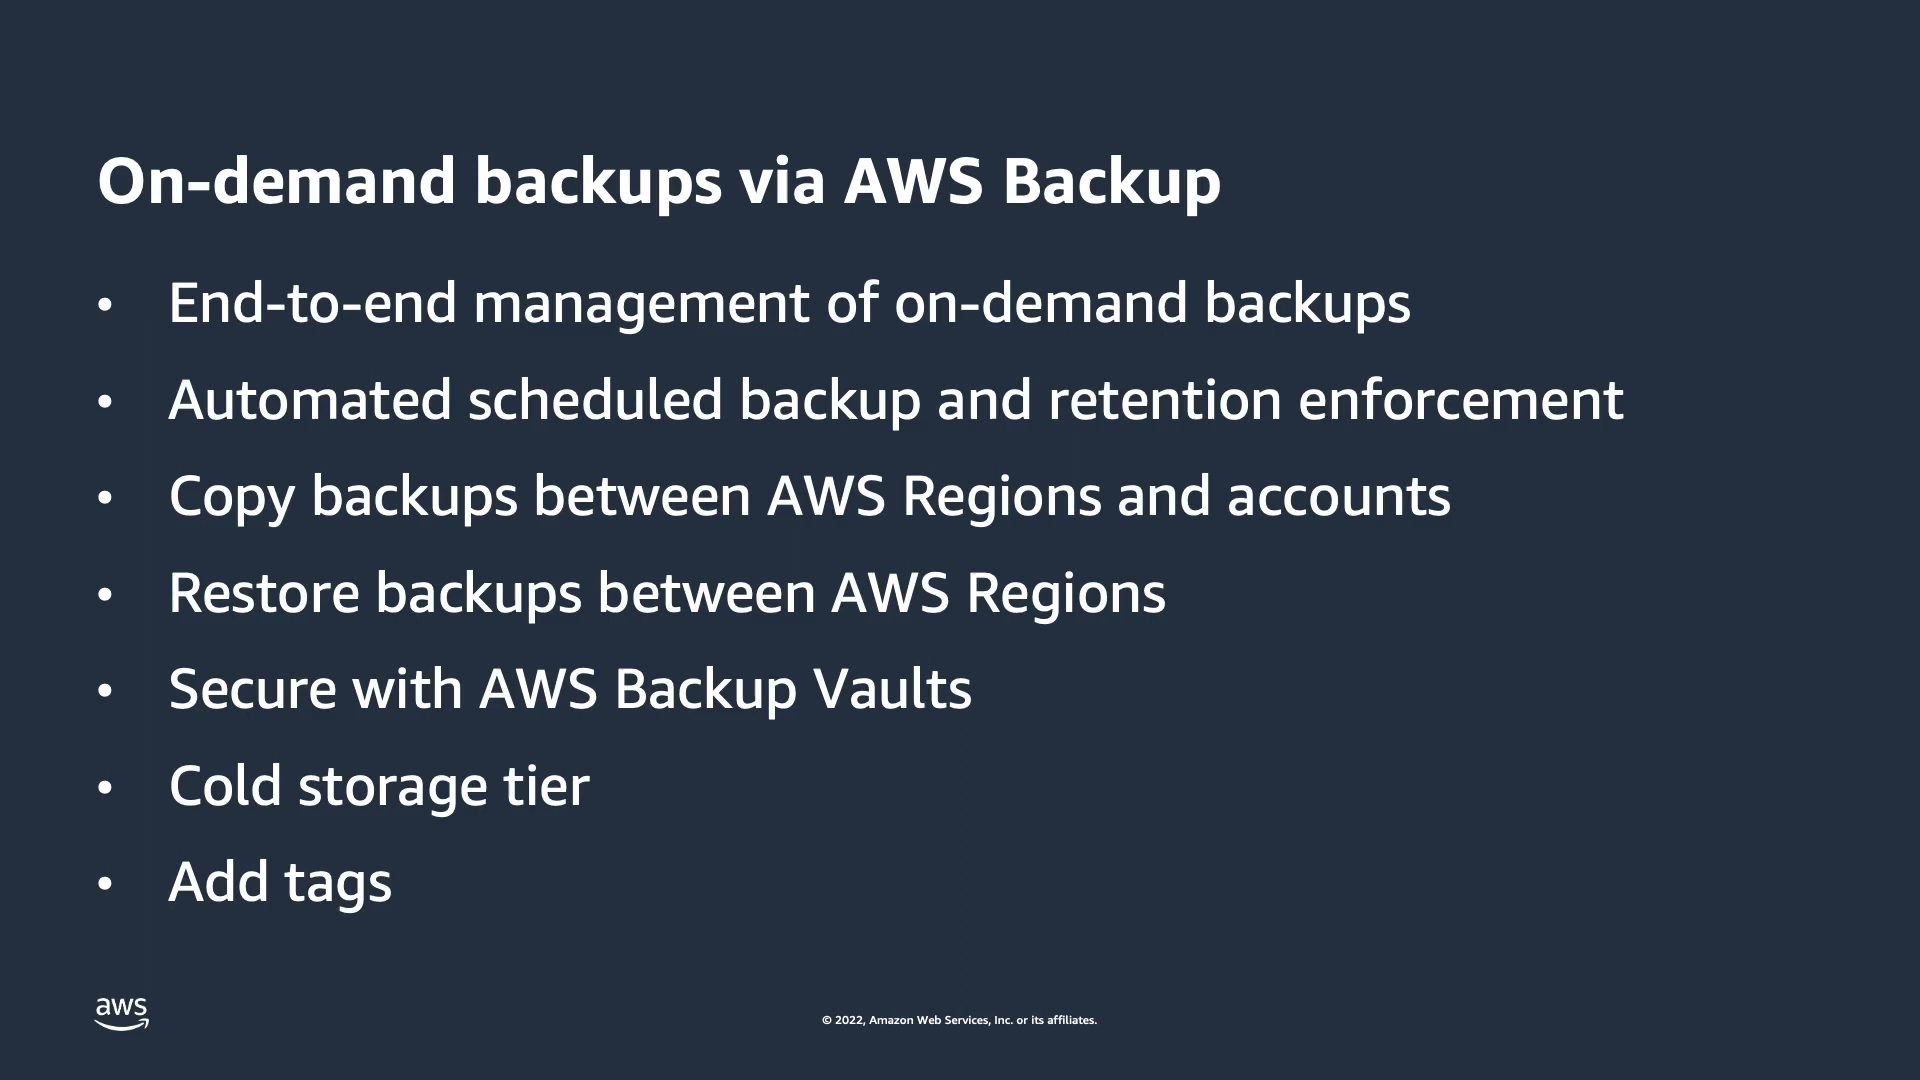 On-demand backups via AWS Backup
• End-to-end management of on-demand backups
• Automated scheduled backup and retention enforcement
• Copy backups between AWS Regions and accounts
• Restore backups between AWS Regions
• Secure with AWS Backup Vaults
• Cold storage tier
• Add tags
aws
© 2022, Amazon Web Services, Inc. or its affiliates.